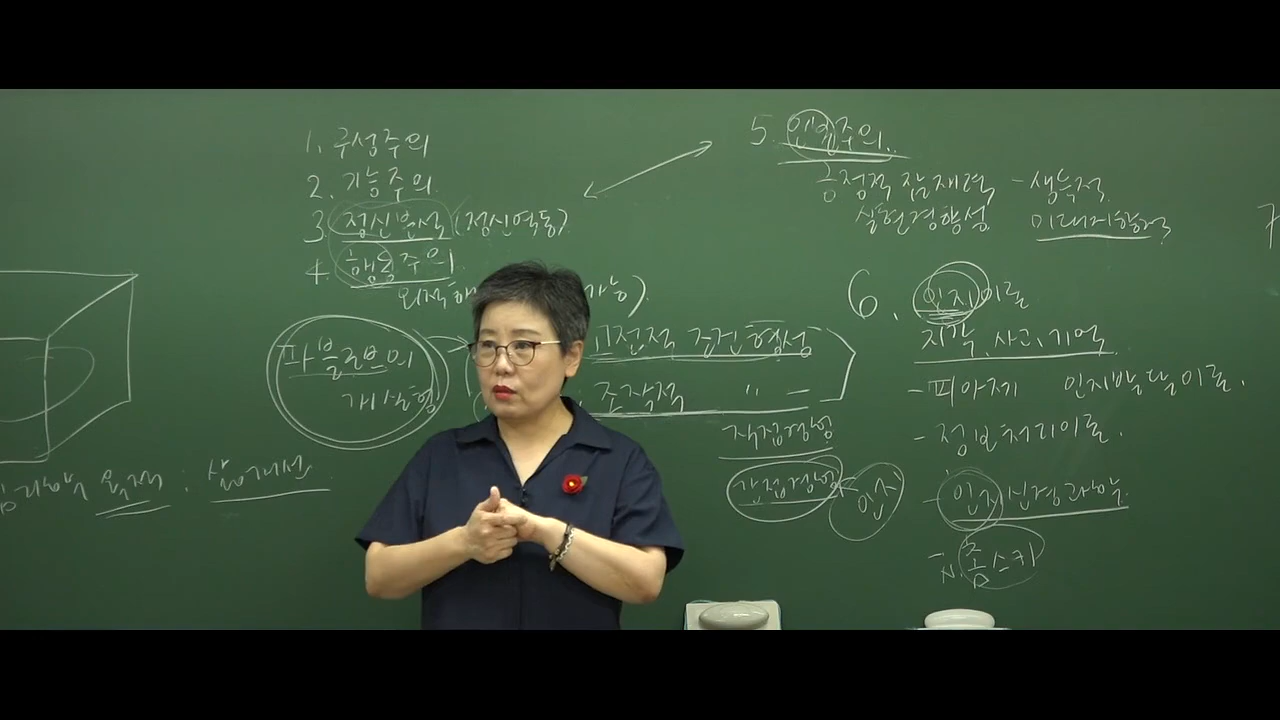 1. 구성주의
2. 기능주의
3. 정신분석 (정신역동)
4. 행동주의
가능).
파블로브의
개실험
고전적 조건형성
조작적 〃
직접경험
간접경험
인지
5. 인본주의.
긍정적 잠재력 - 생득적
실현경향성 미래지향적
6. 인지이론
지각, 사고, 기억
- 피아제 인지발달이론.
- 정보처리이론.
- 인지신경과학.
N. 촘스키
7